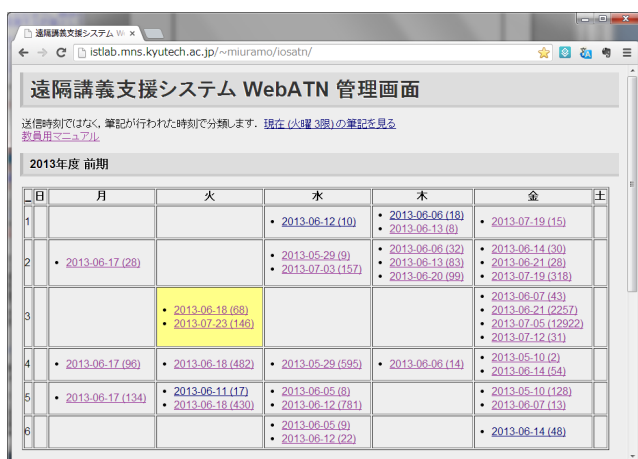 遠隔講義支援システム W
istlab.mns.kyutech.ac.jp/~miuramo/iosatn/
遠隔講義支援システム WebATN 管理画面
送信時刻ではなく, 筆記が行われた時刻で分類します. 現在 (火曜 3限) の筆記を見る
教員用マニュアル
2013年度 前期
_ 日 月 火 水 木 金 土
1 2013-06-12 (10) 2013-06-06 (18) 2013-07-19 (15)
2013-06-13 (8)
2 2013-06-17 (28) 2013-05-29 (9) 2013-06-06 (32) 2013-06-14 (30)
2013-07-03 (157) 2013-06-13 (83) 2013-06-21 (28)
2013-06-20 (99) 2013-07-19 (318)
3 2013-06-18 (68) 2013-06-07 (43)
2013-07-23 (146) 2013-06-21 (2257)
2013-07-05 (12922)
2013-07-12 (31)
4 2013-06-17 (96) 2013-06-18 (482) 2013-05-29 (595) 2013-06-06 (14) 2013-05-10 (2)
2013-06-14 (54)
5 2013-06-17 (134) 2013-06-11 (17) 2013-06-05 (8) 2013-05-10 (128)
2013-06-18 (430) 2013-06-12 (781) 2013-06-07 (13)
6 2013-06-05 (9) 2013-06-14 (48)
2013-06-12 (22)